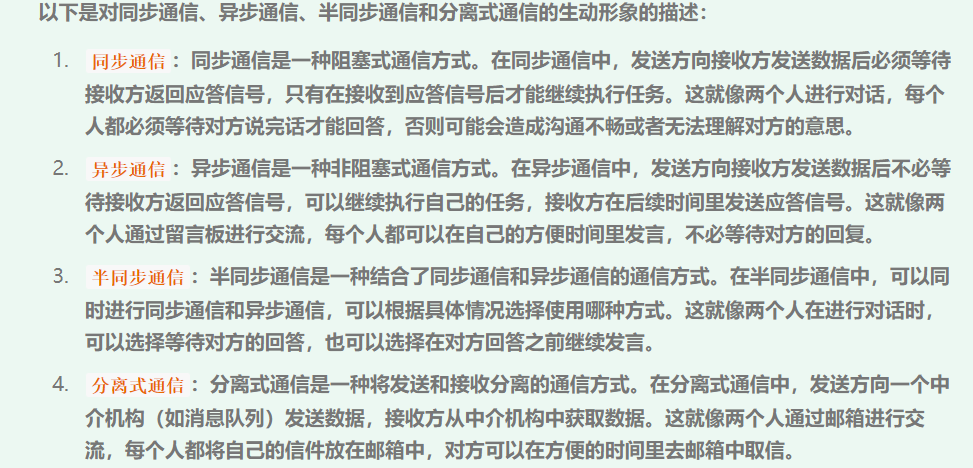 以下是对同步通信、异步通信、半同步通信和分离式通信的生动形象的描述：
1. 同步通信：同步通信是一种阻塞式通信方式。在同步通信中，发送方向接收方发送数据后必须等待
接收方返回应答信号，只有在接收到应答信号后才能继续执行任务。这就像两个人进行对话，每个
人都必须等待对方说完话才能回答，否则可能会造成沟通不畅或者无法理解对方的意思。
2. 异步通信：异步通信是一种非阻塞式通信方式。在异步通信中，发送方向接收方发送数据后不必等
待接收方返回应答信号，可以继续执行自己的任务，接收方在后续时间里发送应答信号。这就像两
个人通过留言板进行交流，每个人都可以在自己的方便时间里发言，不必等待对方的回复。
3. 半同步通信：半同步通信是一种结合了同步通信和异步通信的通信方式。在半同步通信中，可以同
时进行同步通信和异步通信，可以根据具体情况选择使用哪种方式。这就像两个人在进行对话时，
可以选择等待对方的回答，也可以选择在对方回答之前继续发言。
4. 分离式通信：分离式通信是一种将发送和接收分离的通信方式。在分离式通信中，发送方向一个中
介机构（如消息队列）发送数据，接收方从中介机构中获取数据。这就像两个人通过邮箱进行交
流，每个人都将自己的信件放在邮箱中，对方可以在方便的时间里去邮箱中取信。